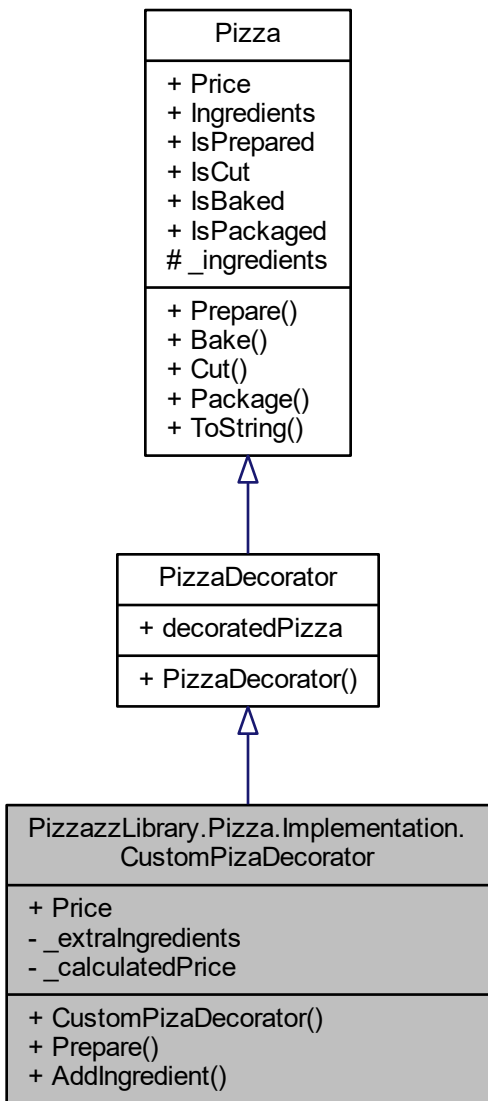 Pizza
+ Price
+ Ingredients
+ IsPrepared
+ IsCut
+ IsBaked
+ IsPackaged
# _ingredients
+ Prepare()
+ Bake()
+ Cut()
+ Package()
+ ToString()
PizzaDecorator
+ decoratedPizza
+ PizzaDecorator()
PizzazzLibrary.Pizza.Implementation.
CustomPizaDecorator
+ Price
- _extraIngredients
- _calculatedPrice
+ CustomPizaDecorator()
+ Prepare()
+ AddIngredient()